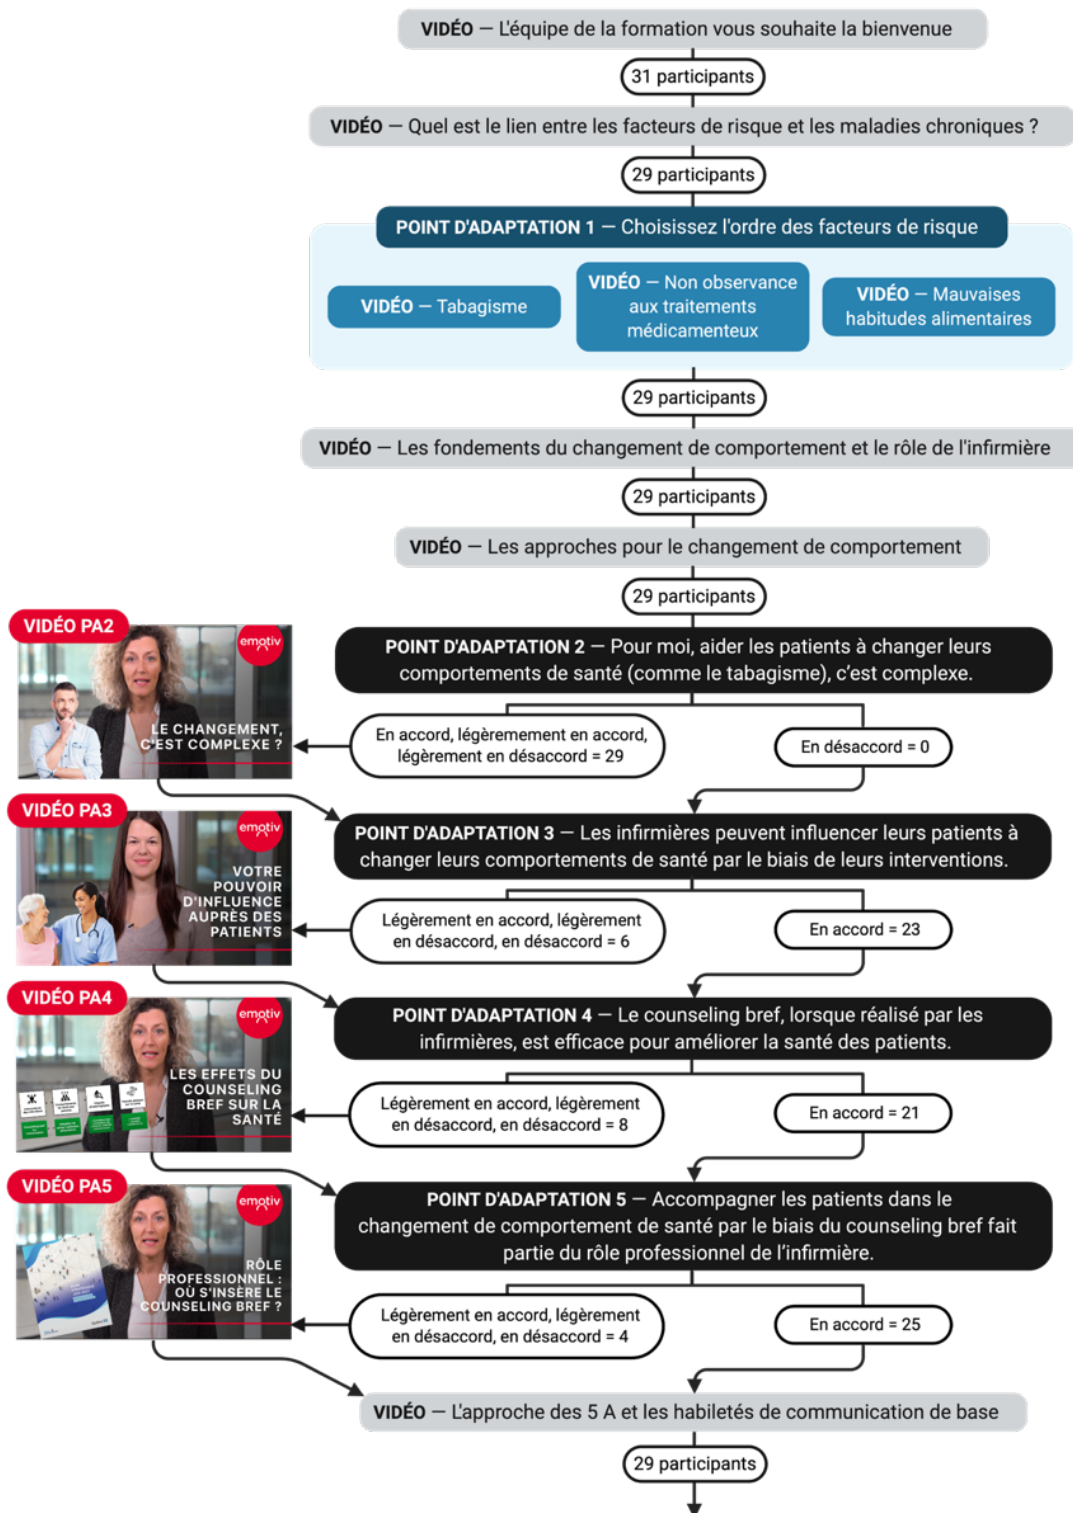 VIDÉO — L'équipe de la formation vous souhaite la bienvenue
31 participants
VIDÉO — Quel est le lien entre les facteurs de risque et les maladies chroniques ?
29 participants
POINT D'ADAPTATION 1 — Choisissez l'ordre des facteurs de risque
VIDÉO — Tabagisme
VIDÉO — Non observance
aux traitements
médicamenteux
VIDÉO — Mauvaises
habitudes alimentaires
29 participants
VIDÉO — Les fondements du changement de comportement et le rôle de l'infirmière
29 participants
VIDÉO — Les approches pour le changement de comportement
29 participants
VIDÉO PA2
emotiv
LE CHANGEMENT,
C'EST COMPLEXE ?
POINT D'ADAPTATION 2 — Pour moi, aider les patients à changer leurs
comportements de santé (comme le tabagisme), c'est complexe.
En accord, légèremement en accord,
légèrement en désaccord = 29
En désaccord = 0
VIDÉO PA3
emotiv
VOTRE
POUVOIR
D'INFLUENCE
AUPRÈS DES
PATIENTS
POINT D'ADAPTATION 3 — Les infirmières peuvent influencer leurs patients à
changer leurs comportements de santé par le biais de leurs interventions.
Légèrement en accord, légèrement
en désaccord, en désaccord = 6
En accord = 23
VIDÉO PA4
emotiv
LES EFFETS DU
COUNSELING
BREF SUR LA
SANTÉ
POINT D'ADAPTATION 4 — Le counseling bref, lorsque réalisé par les
infirmières, est efficace pour améliorer la santé des patients.
Légèrement en accord, légèrement
en désaccord, en désaccord = 8
En accord = 21
VIDÉO PA5
emotiv
RÔLE
PROFESSIONNEL :
OÙ S'INSÈRE LE
COUNSELING BREF ?
POINT D'ADAPTATION 5 — Accompagner les patients dans le
changement de comportement de santé par le biais du counseling bref fait
partie du rôle professionnel de l'infirmière.
Légèrement en accord, légèrement
en désaccord, en désaccord = 4
En accord = 25
VIDÉO — L'approche des 5 A et les habiletés de communication de base
29 participants